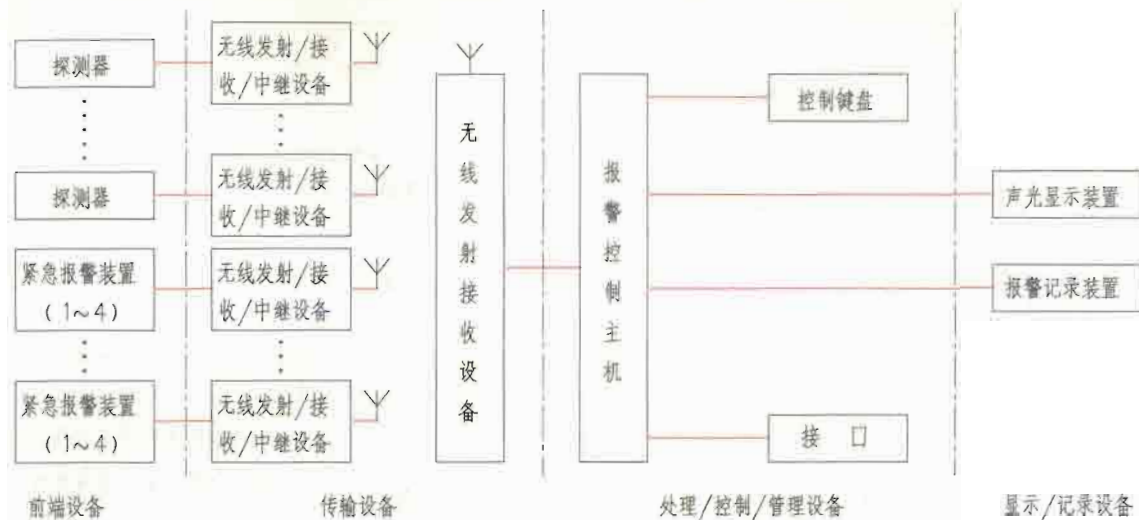 探测器
无线发射/接
收/中继设备
探测器
无线发射/接
收/中继设备
紧急报警装置
(1~4)
无线发射/接
收/中继设备
紧急报警装置
(1~4)
无线发射/接
收/中继设备
无线发射接收设备
报警控制主机
控制键盘
声光显示装置
报警记录装置
接 口
前端设备
传输设备
处理/控制/管理设备
显示/记录设备